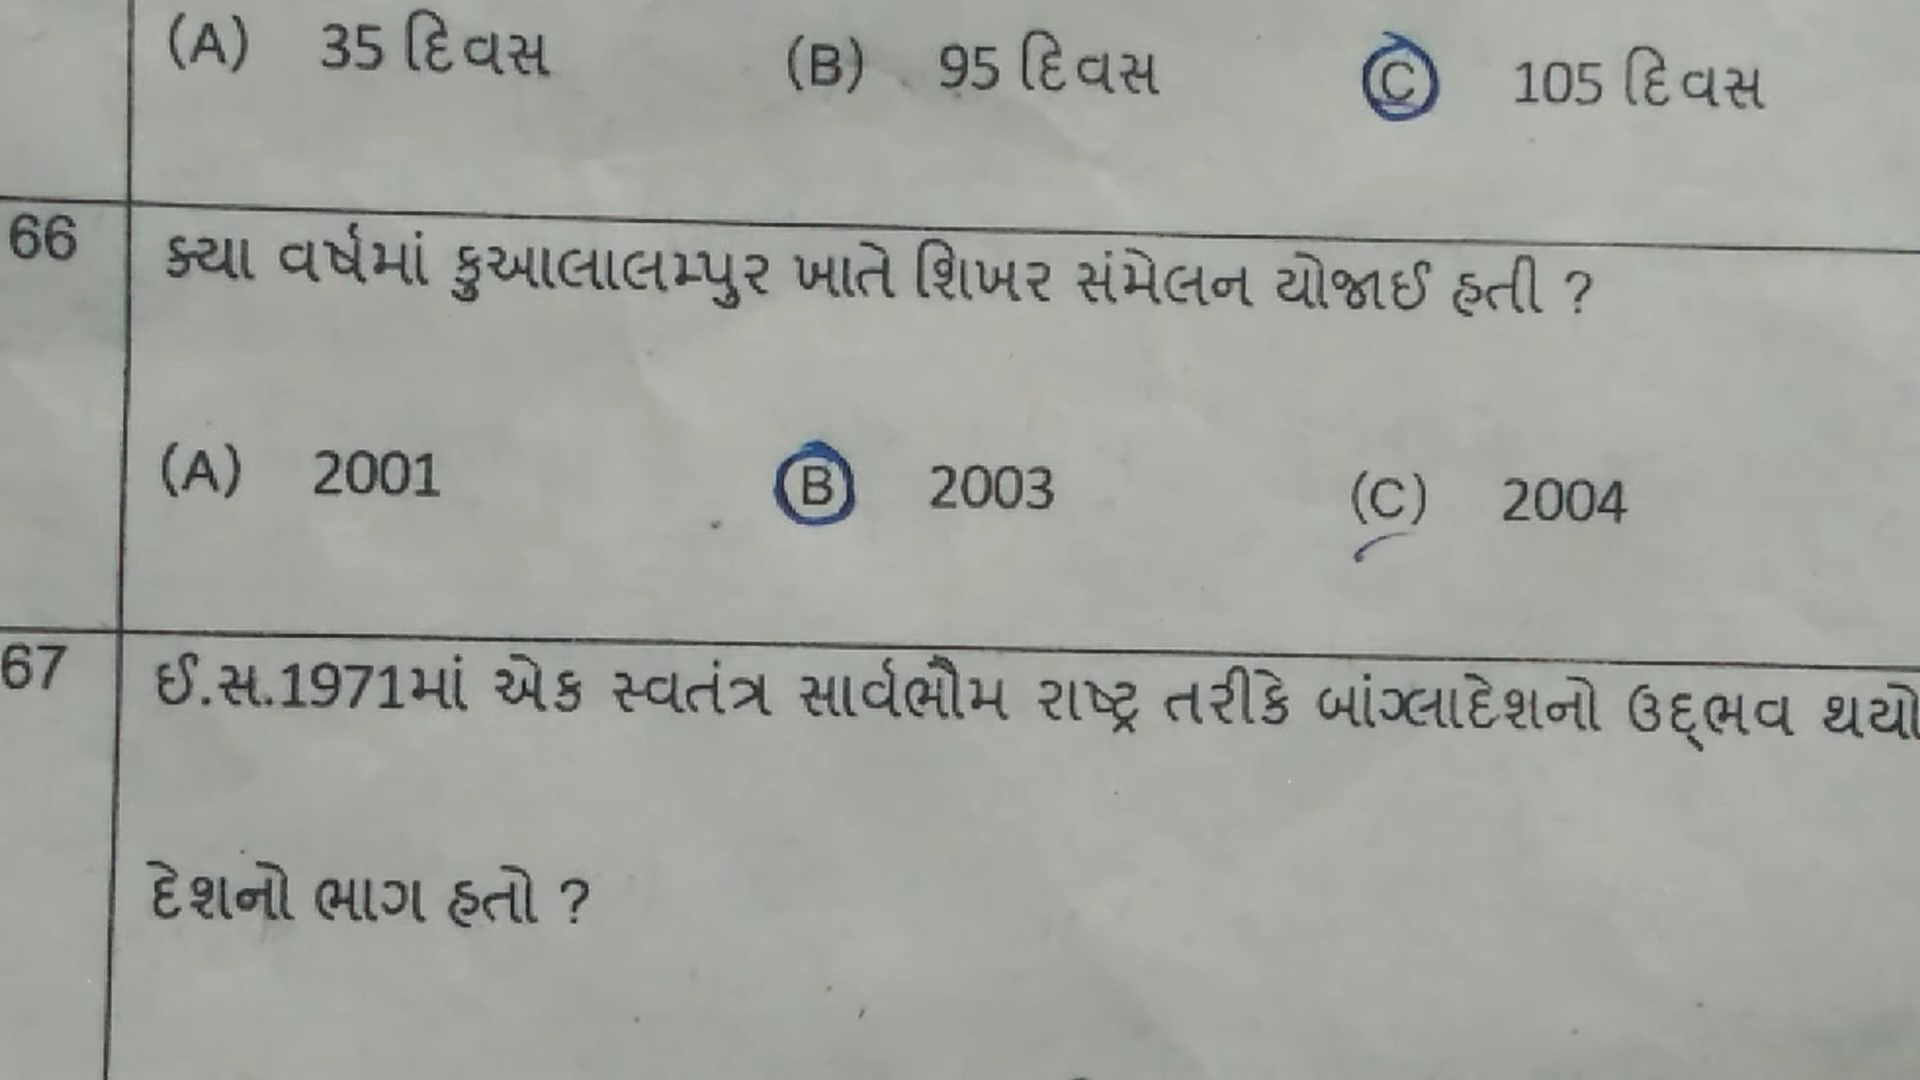 (A) 35 દિવસ (B) 95 દિવસ (C) 105 દિવસ
66 ક્યા વર્ષમાં કુઆલાલમ્પુર ખાતે શિખર સંમેલન યોજાઈ હતી ?
(A) 2001 (B) 2003 (C) 2004
67 ઈ.સ.1971માં એક સ્વતંત્ર સાર્વભૌમ રાષ્ટ્ર તરીકે બાંગ્લાદેશનો ઉદ્ભવ થયો
દેશનો ભાગ હતો ?